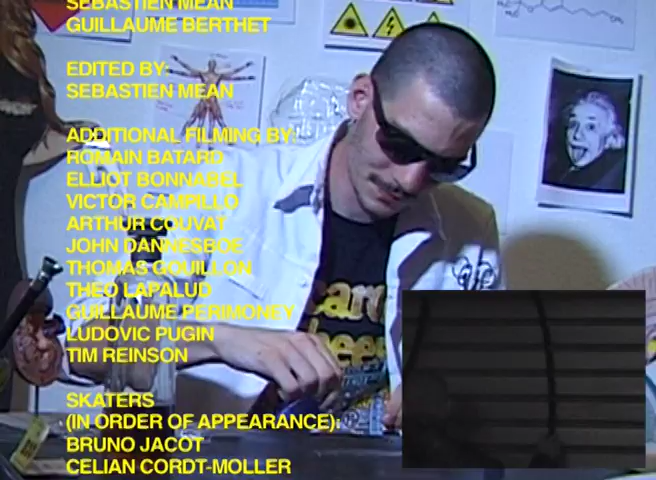 SEBASTIEN MEAN
GUILLAUME BERTHET
EDITED BY:
SEBASTIEN MEAN
ADDITIONAL FILMING BY:
ROMAIN BATARD
ELLIOT BONNABEL
VICTOR CAMPILLO
ARTHUR COUVAT
JOHN DANNESBOE
THOMAS GOUILLON
THEO LAPALUD
GUILLAUME PERIMONEY
LUDOVIC PUGIN
TIM REINSON
SKATERS
(IN ORDER OF APPEARANCE):
BRUNO JACOT
CELIAN CORDT-MOLLER